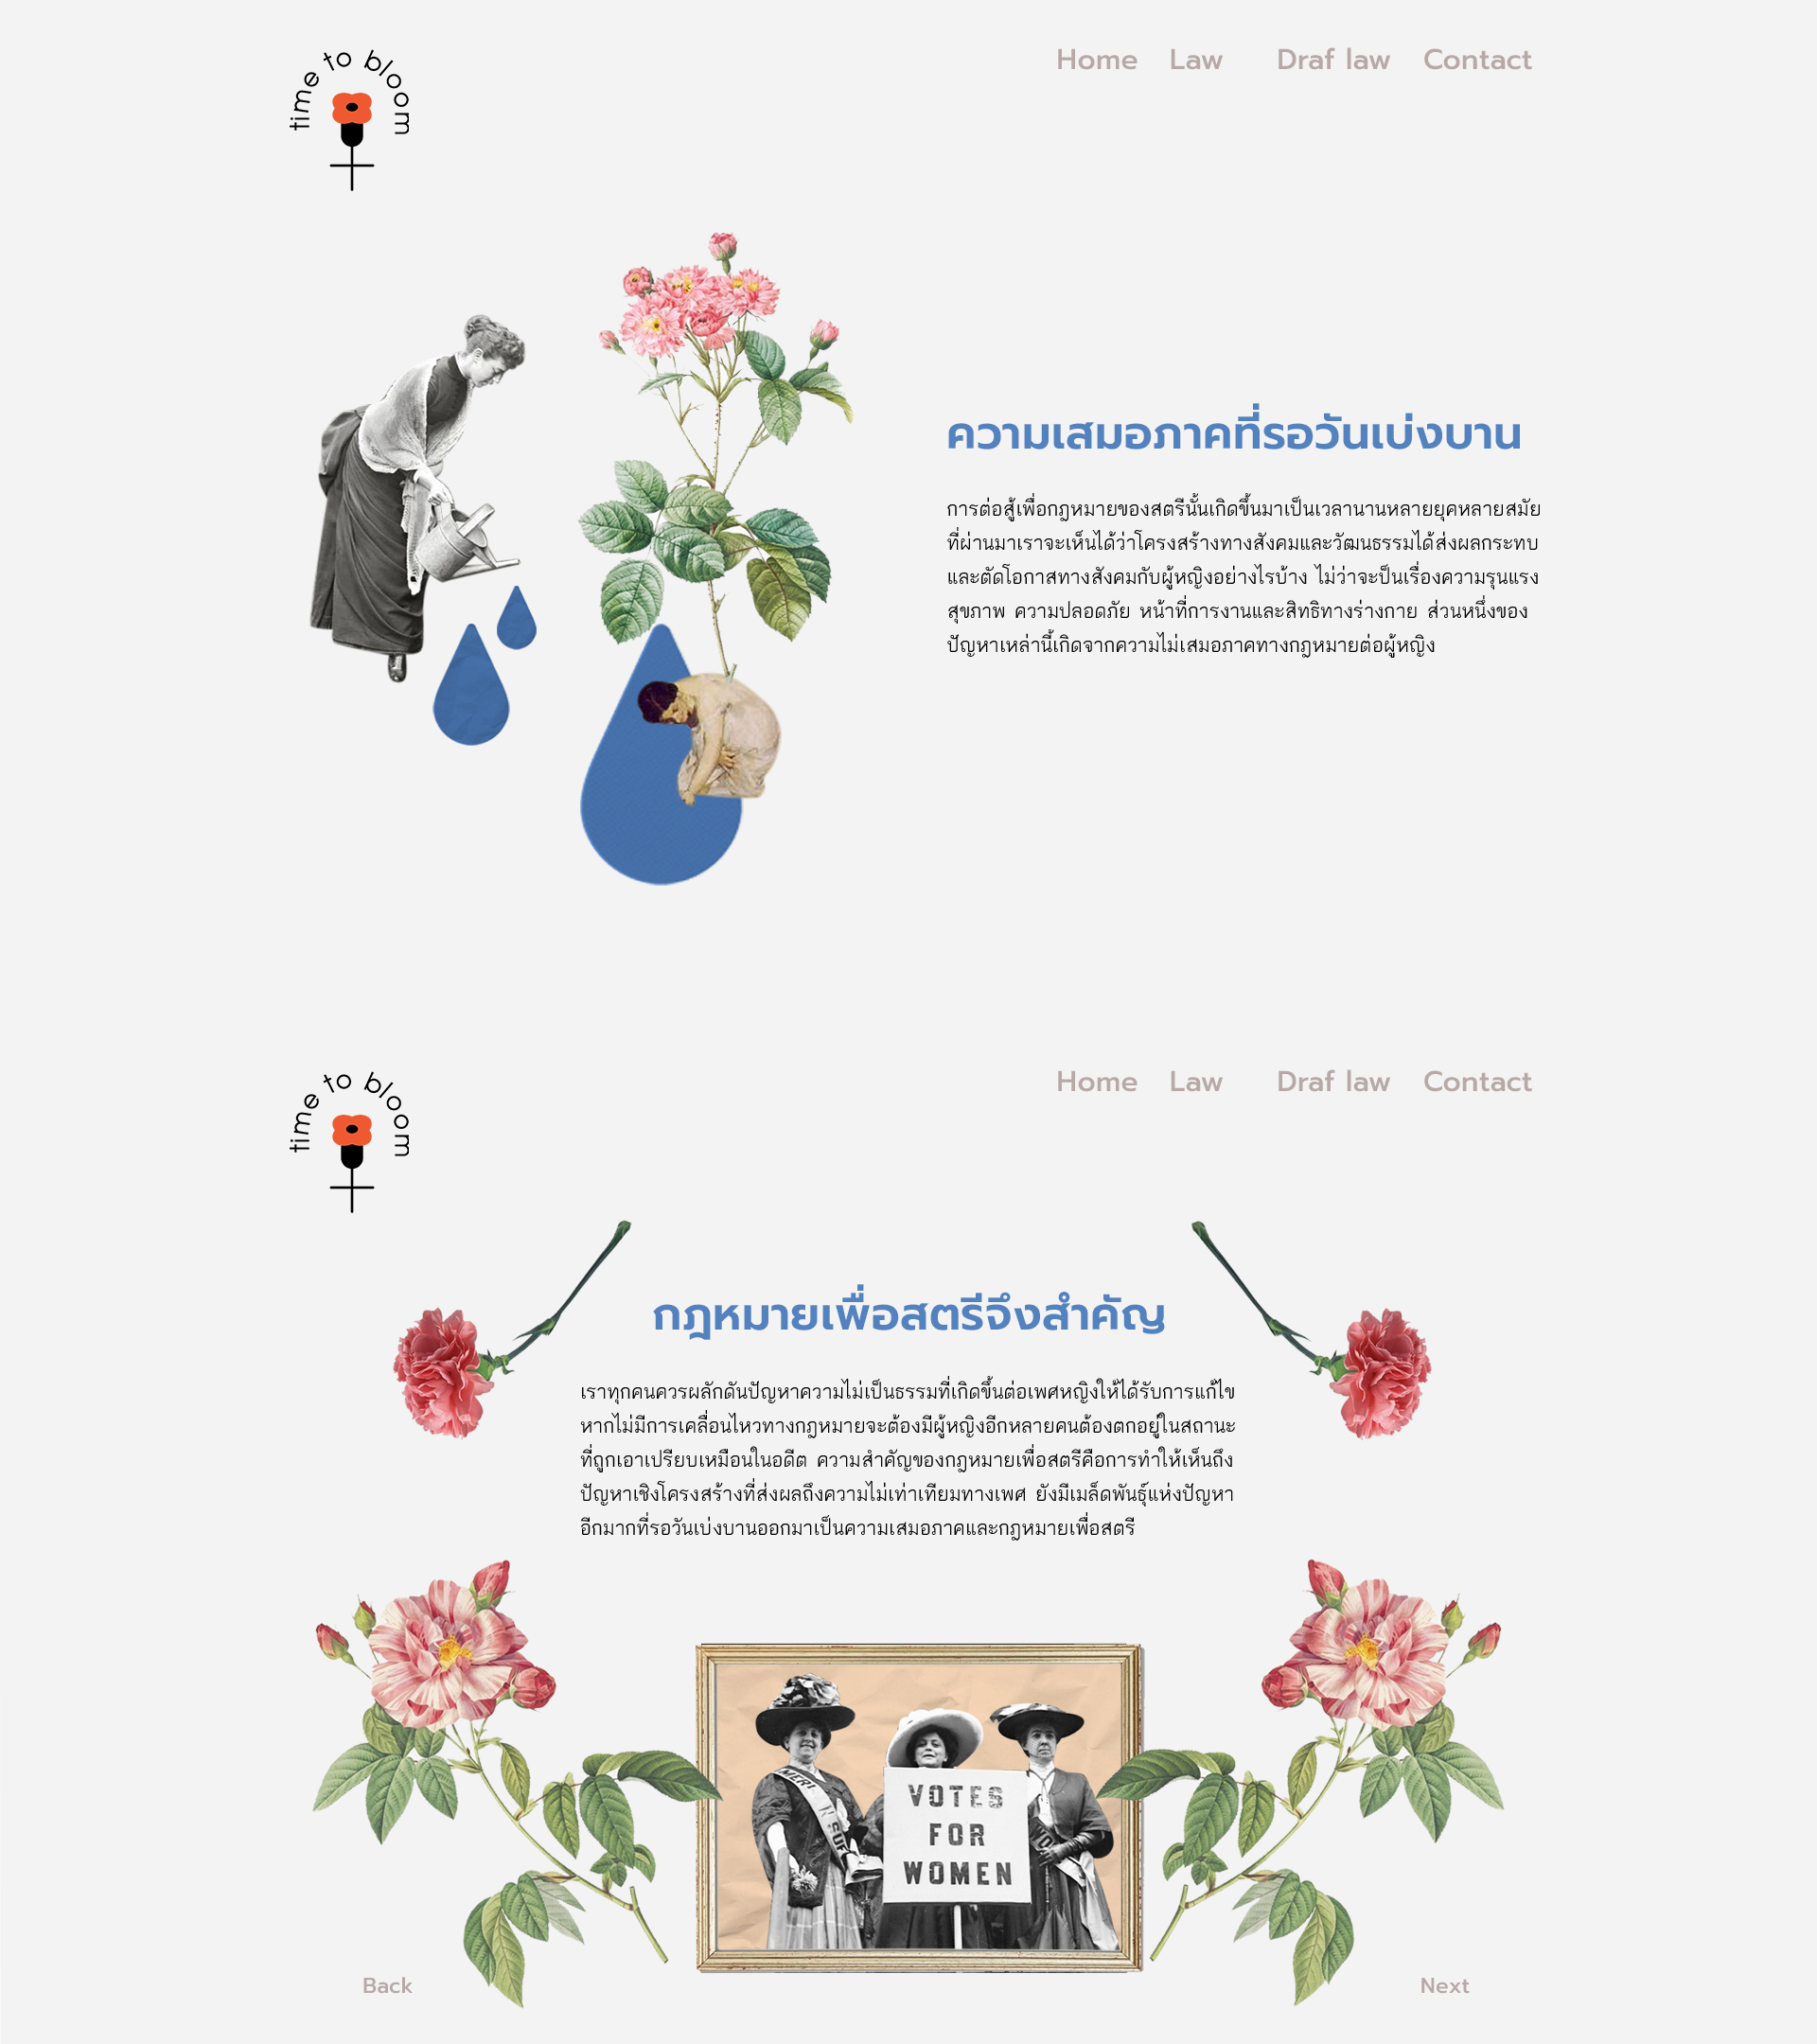 time to bloom
Home Law Draf law Contact
ความเสมอภาคที่รอวันเบ่งบาน
การต่อสู้เพื่อกฎหมายของสตรีนั้นเกิดขึ้นมาเป็นเวลานานหลายยุคหลายสมัย
ที่ผ่านมาเราจะเห็นได้ว่าโครงสร้างทางสังคมและวัฒนธรรมได้ส่งผลกระทบ
และตัดโอกาสทางสังคมกับผู้หญิงอย่างไรบ้าง ไม่ว่าจะป็นเรื่องความรุนแรง
สุขภาพ ความปลอดภัย หน้าที่การงานและสิทธิทางร่างกาย ส่วนหนึ่งของ
ปัญหาเหล่านี้เกิดจากความไม่เสมอภาคทางกฎหมายต่อผู้หญิง
time to bloom
Home Law Draf law Contact
กฎหมายเพื่อสตรีจึงสำคัญ
เราทุกคนควรผลักดันปัญหาความไม่เป็นธรรมที่เกิดขึ้นต่อเพศหญิงให้ได้รับการแก้ไข
หากไม่มีการเคลื่อนไหวทางกฎหมายจะต้องมีผู้หญิงอีกหลายคนต้องตกอยู่ในสถานะ
ที่ถูกเอาเปรียบเหมือนในอดีต ความสำคัญของกฎหมายเพื่อสตรีคือการทำให้เห็นถึง
ปัญหาเชิงโครงสร้างที่ส่งผลถึงความไม่เท่าเทียมทางเพศ ยังมีเมล็ดพันธุ์แห่งปัญหา
อีกมากที่รอวันเบ่งบานออกมาเป็นความเสมอภาคและกฎหมายเพื่อสตรี
VOTES
FOR
WOMEN
Back
Next